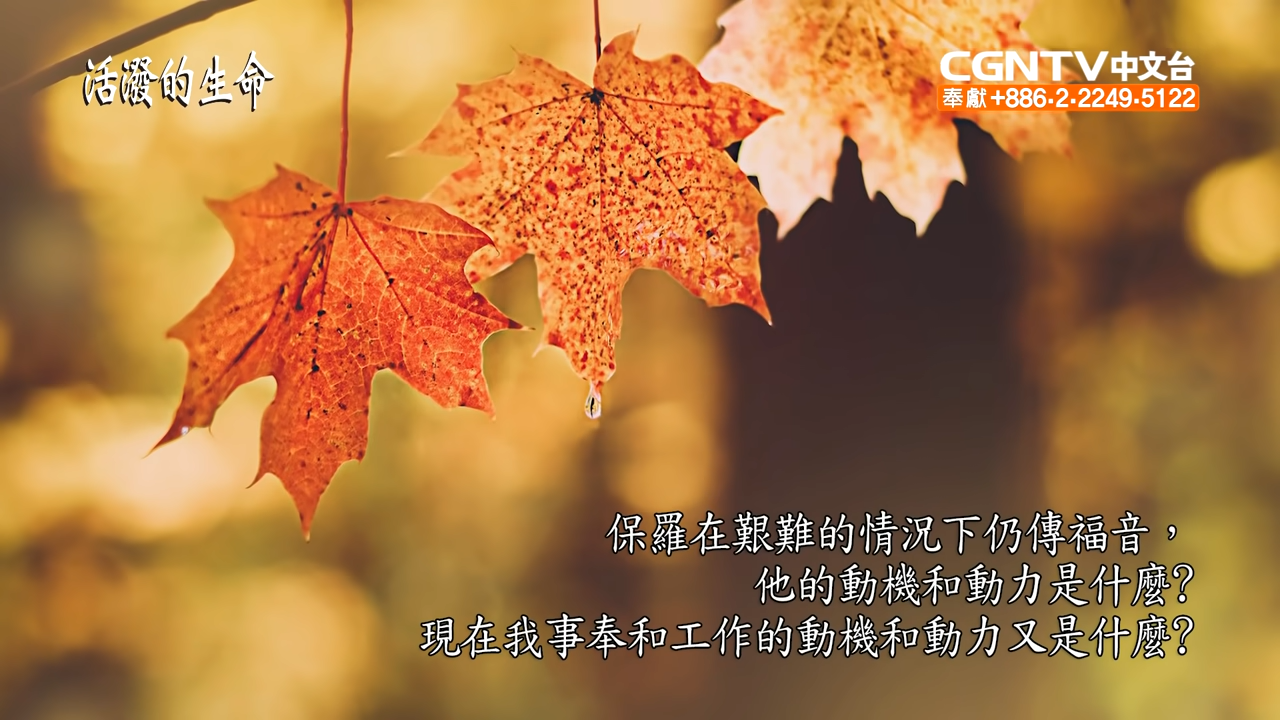 活潑的生命
CGNTV中文台
奉獻 +886-2-2249-5122
保羅在艱難的情況下仍傳福音，
他的動機和動力是什麼?
現在我事奉和工作的動機和動力又是什麼?